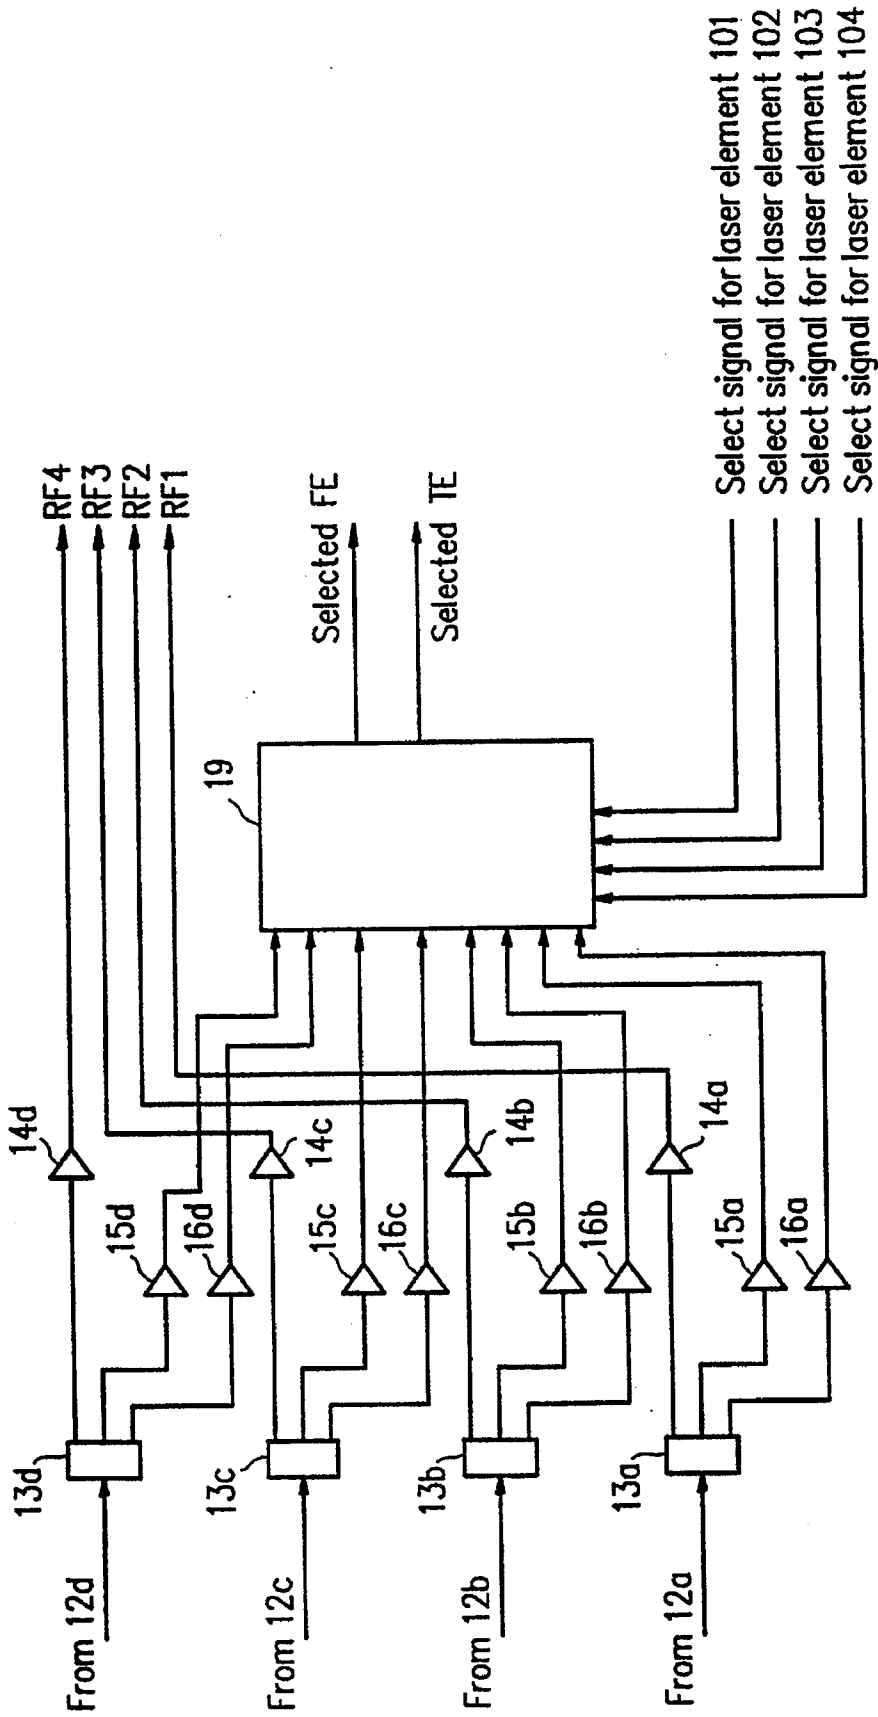 From 12d
13d
14d
15d
16d
RF4
RF3
RF2
RF1
From 12c
13c
14c
15c
16c
19
Selected FE
Selected TE
From 12b
13b
14b
15b
16b
From 12a
13a
14a
15a
16a
Select signal for laser element 101
Select signal for laser element 102
Select signal for laser element 103
Select signal for laser element 104